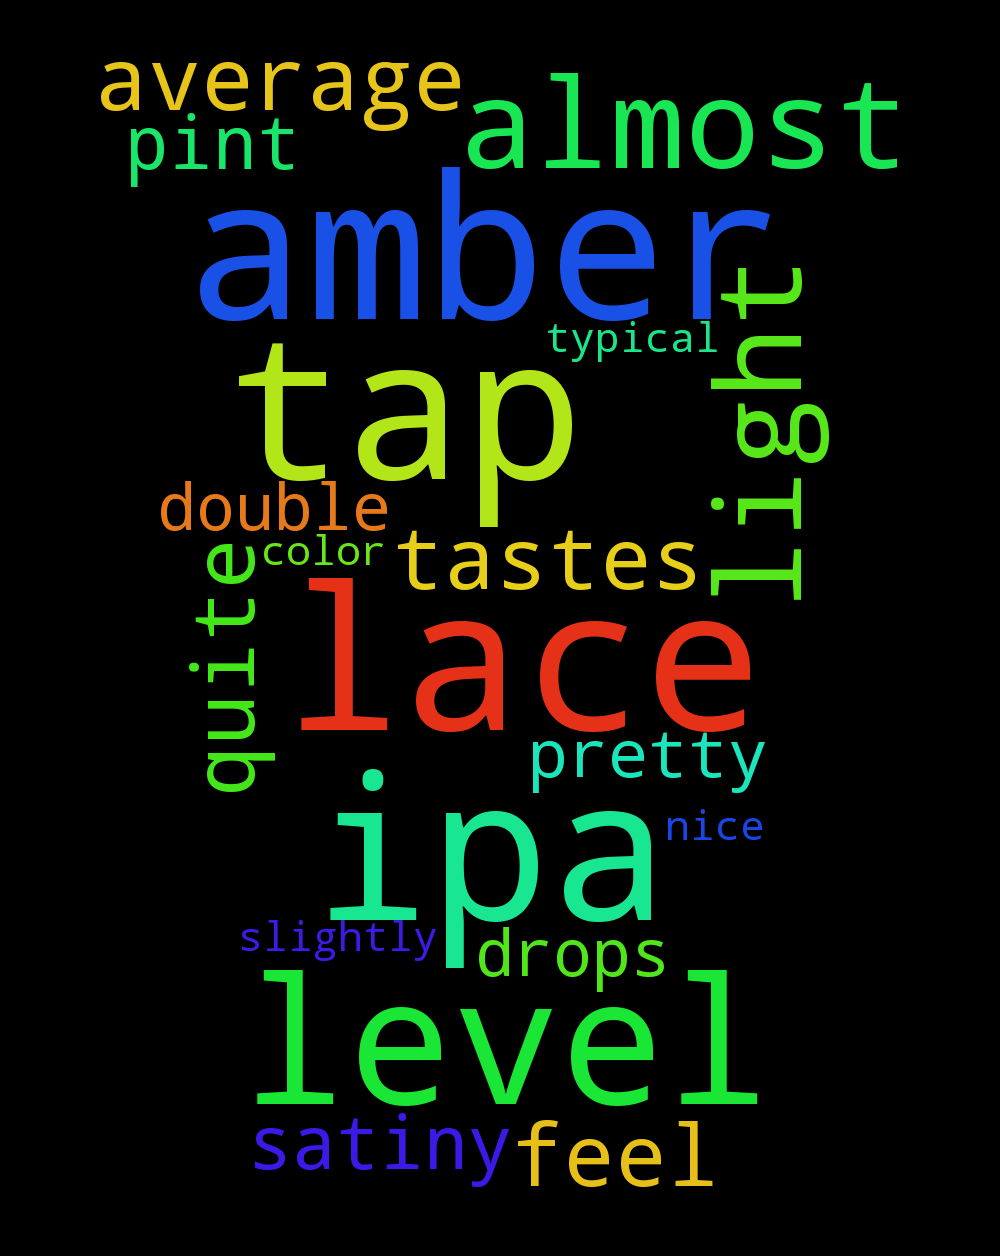 average
almost
pint
amber
light
typical
tap
double
color
tastes
quite
lace
pretty
ipa
nice
slightly
drops
level
satiny
feel